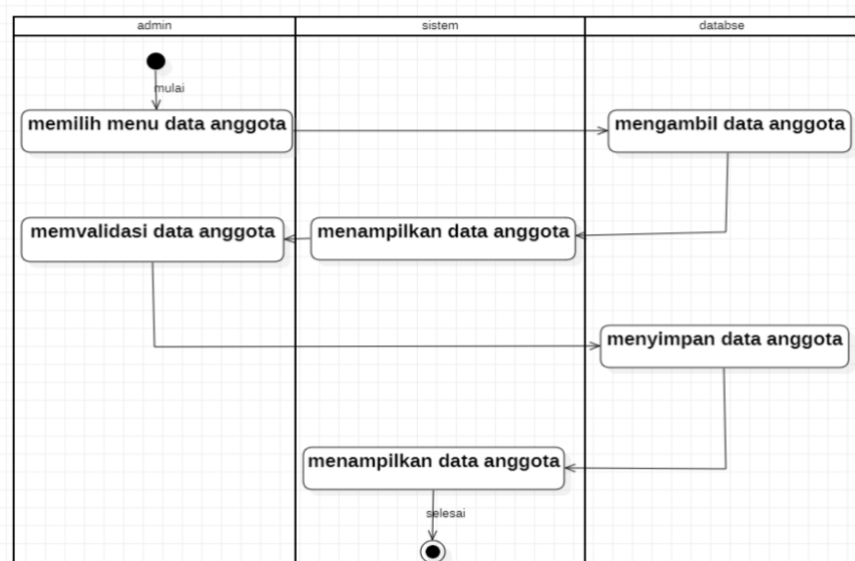 admin
sistem
databse
mulai
memilih menu data anggota
mengambil data anggota
memvalidasi data anggota
menampilkan data anggota
menyimpan data anggota
menampilkan data anggota
selesai